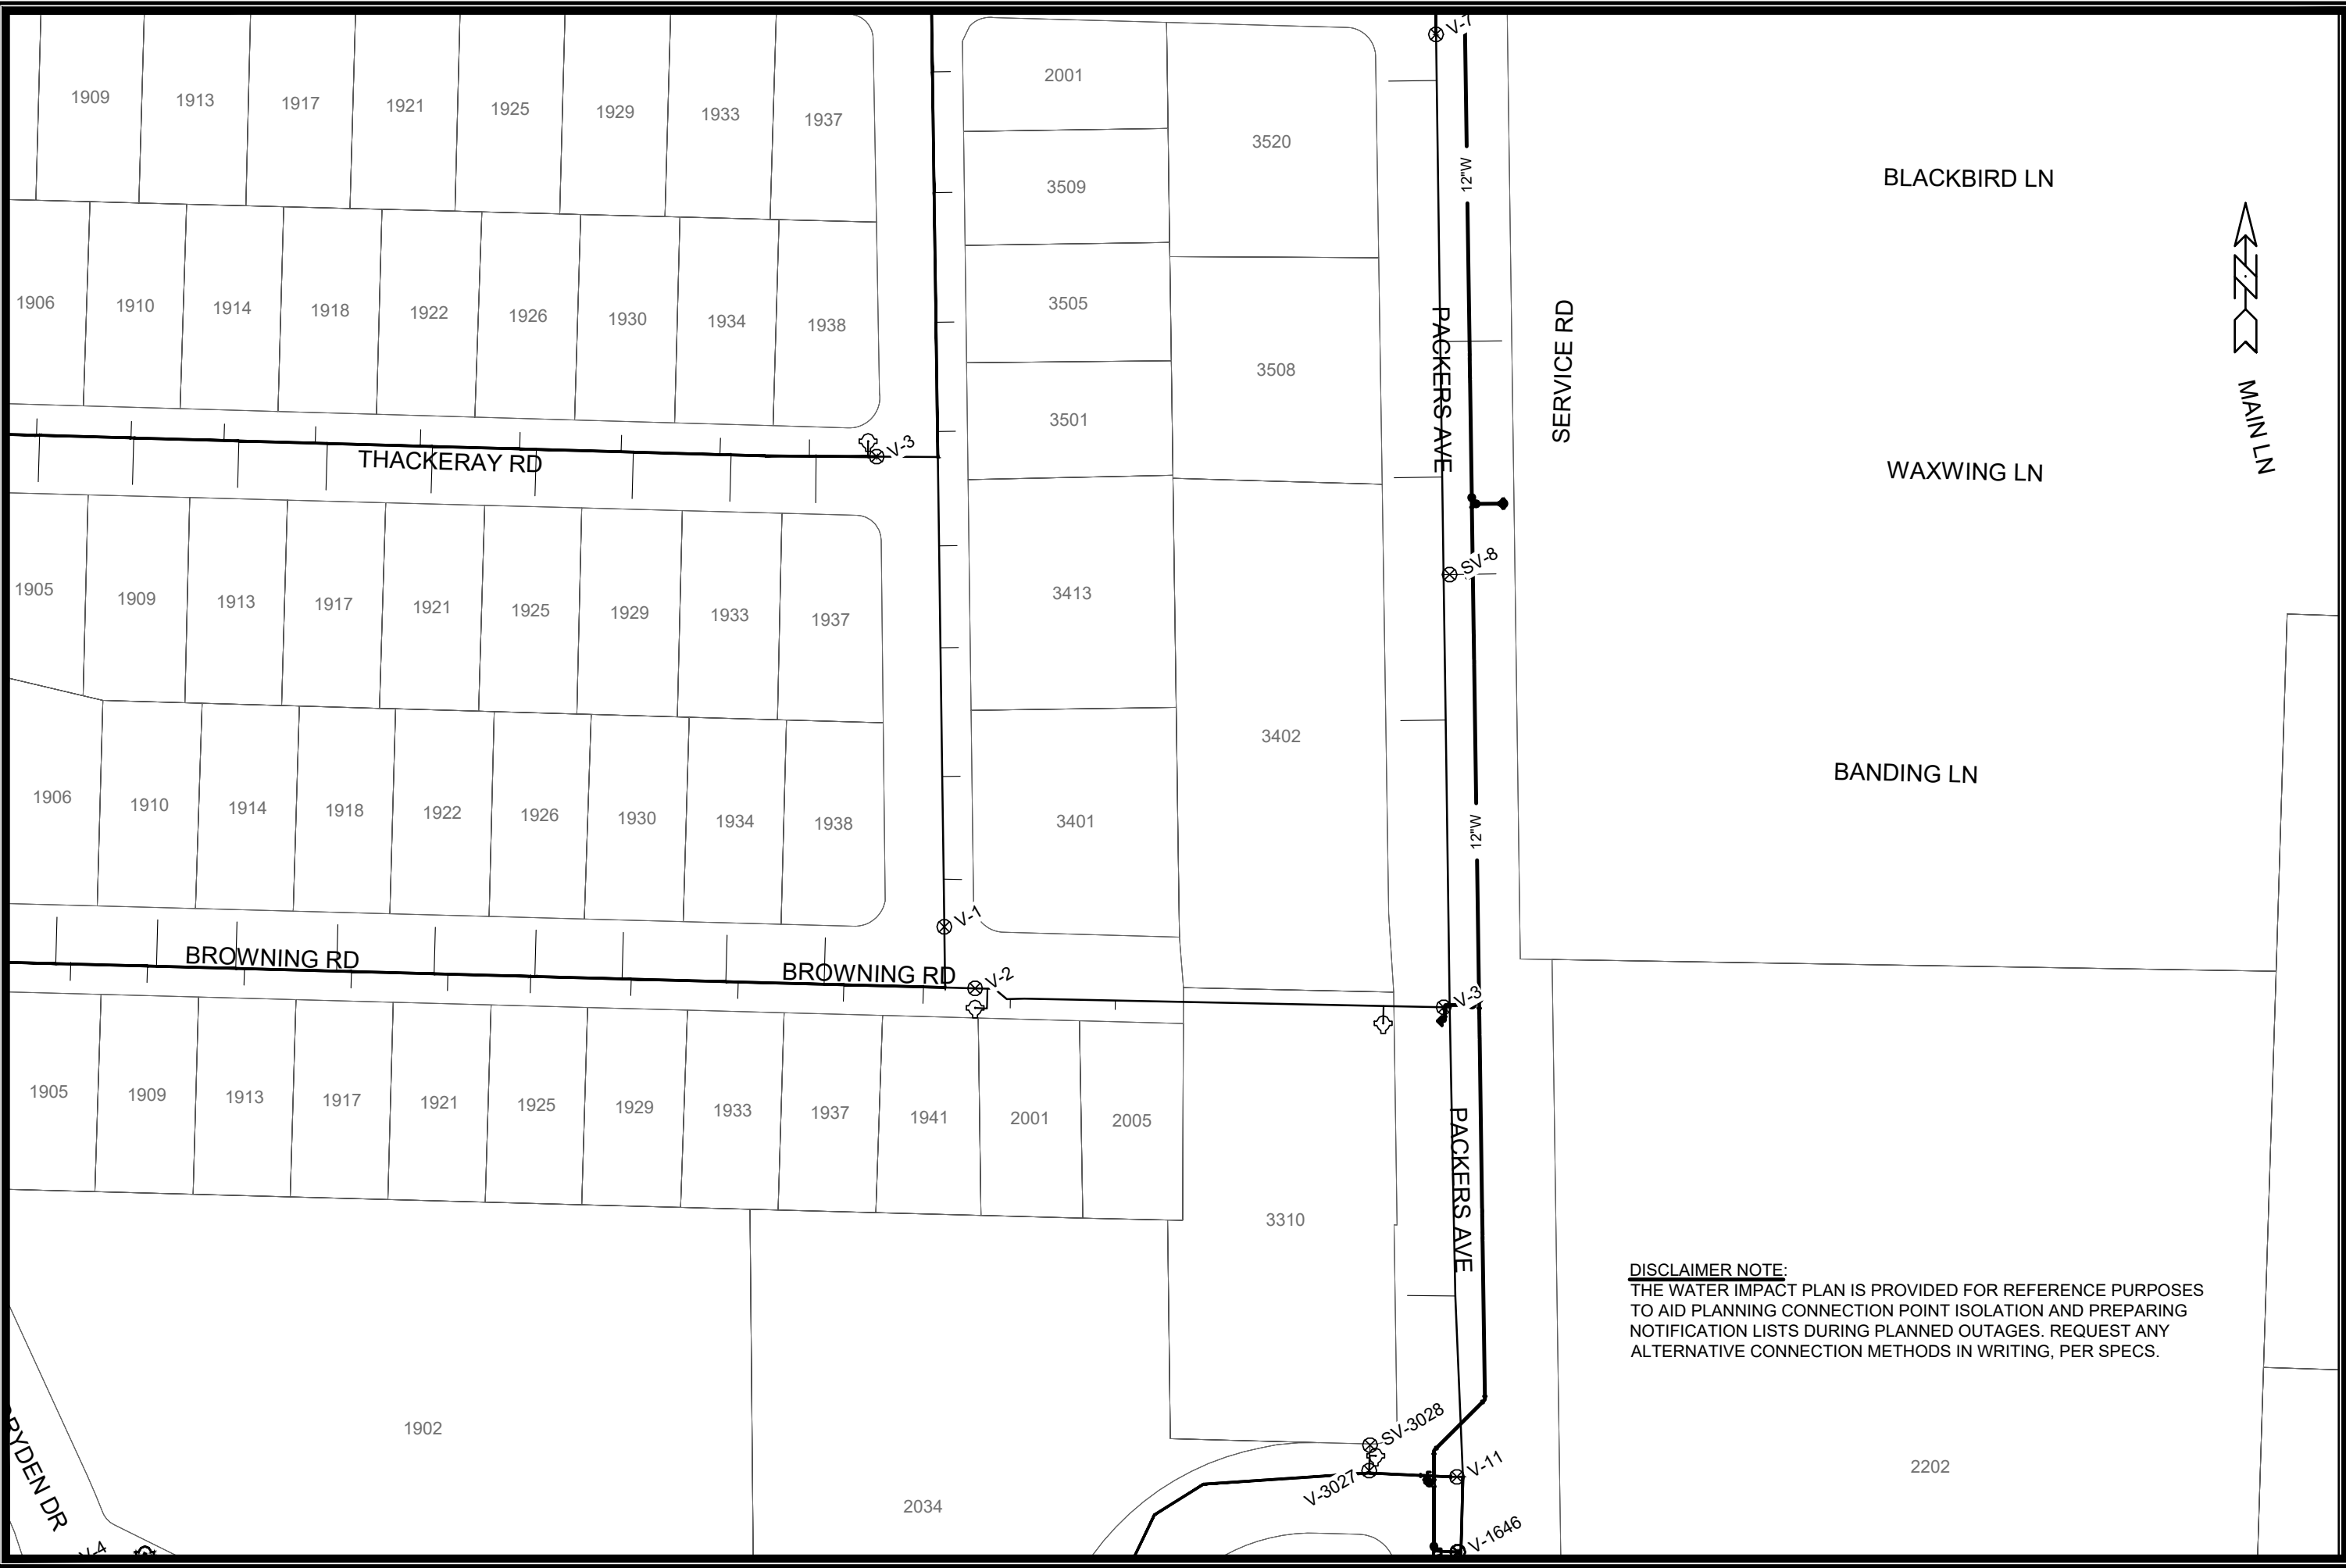 V-7
1909
1913
1917
1921
1925
1929
1933
1937
2001
3520
12"W
BLACKBIRD LN
3509
1906
1910
1914
1918
1922
1926
1930
1934
1938
3505
3508
PACKERS AVE
SERVICE RD
N
MAIN LN
3501
V-3
THACKERAY RD
WAXWING LN
SV-8
1905
1909
1913
1917
1921
1925
1929
1933
1937
3413
3402
BANDING LN
1906
1910
1914
1918
1922
1926
1930
1934
1938
3401
12"W
V-1
BROWNING RD
BROWNING RD
V-2
V-3
1905
1909
1913
1917
1921
1925
1929
1933
1937
1941
2001
2005
PACKERS AVE
3310
DISCLAIMER NOTE:
THE WATER IMPACT PLAN IS PROVIDED FOR REFERENCE PURPOSES
TO AID PLANNING CONNECTION POINT ISOLATION AND PREPARING
NOTIFICATION LISTS DURING PLANNED OUTAGES. REQUEST ANY
ALTERNATIVE CONNECTION METHODS IN WRITING, PER SPECS.
1902
SV-3028
V-11
V-3027
2202
2034
RYDEN DR
V-4
V-1646